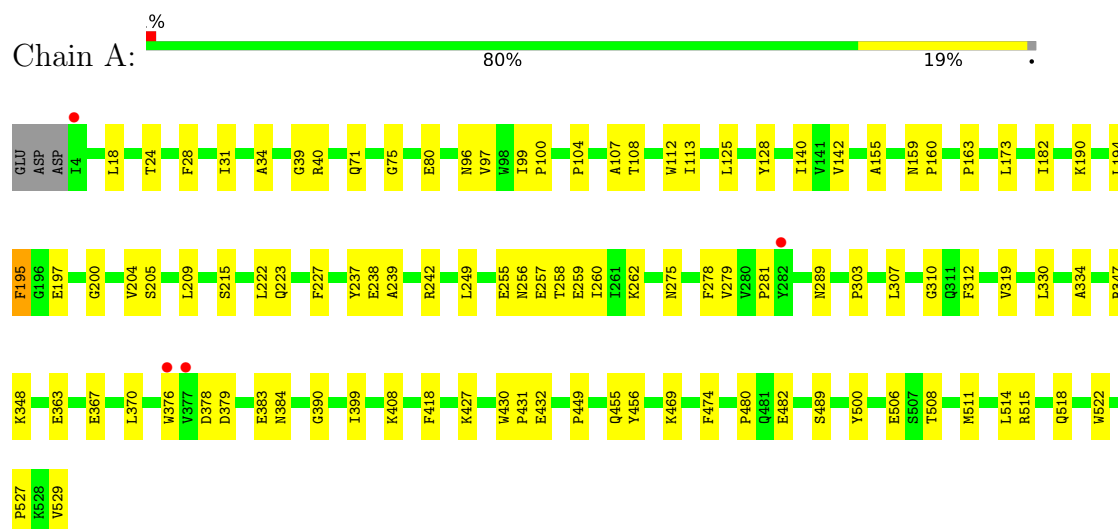 .%
Chain A:
80% 19% •
GLU ASP ASP I4 L18 T24 F28 I31 A34 G39 R40 Q71 G75 E80 N96 V97 W98 I99 P100 P104 A107 T108 W112 I113 L125 Y128 I140 V141 V142 A155 N159 P160 P163 L173 I182 K190
F195 G196 E197 G200 V204 S205 L209 S215 L222 Q223 F227 Y237 E238 A239 R242 L249 E255 N256 E257 T258 E259 I260 I261 K262 N275 F278 V279 V280 P281 Y282 N289 P303 L307 G310 Q311 F312 V319 L330 A334
K348 E363 E367 L370 W376 V377 D378 D379 E383 N384 G390 I399 K408 F418 K427 W430 P431 E432 P449 Q455 Y456 K469 F474 P480 Q481 E482 S489 Y500 E506 S507 T508 M511 L514 R515 Q518 W522
P527 K528 V529